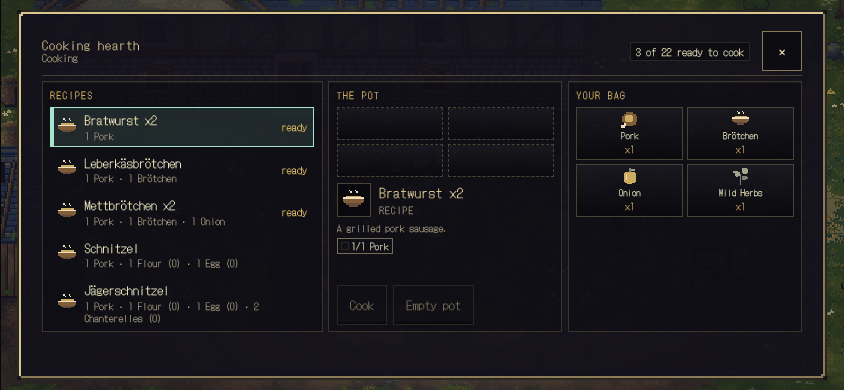 Cooking hearth
Cooking
3 of 22 ready to cook
×
RECIPES
Bratwurst x2
1 Pork
ready
Leberkäsbrötchen
1 Pork · 1 Brötchen
ready
Mettbrötchen x2
1 Pork · 1 Brötchen · 1 Onion
ready
Schnitzel
1 Pork · 1 Flour (0) · 1 Egg (0)
Jägerschnitzel
1 Pork · 1 Flour (0) · 1 Egg (0) · 2
Chanterelles (0)
THE POT
Bratwurst x2
RECIPE
A grilled pork sausage.
1/1 Pork
Cook
Empty pot
YOUR BAG
Pork
x1
Brötchen
x1
Onion
x1
Wild Herbs
x1